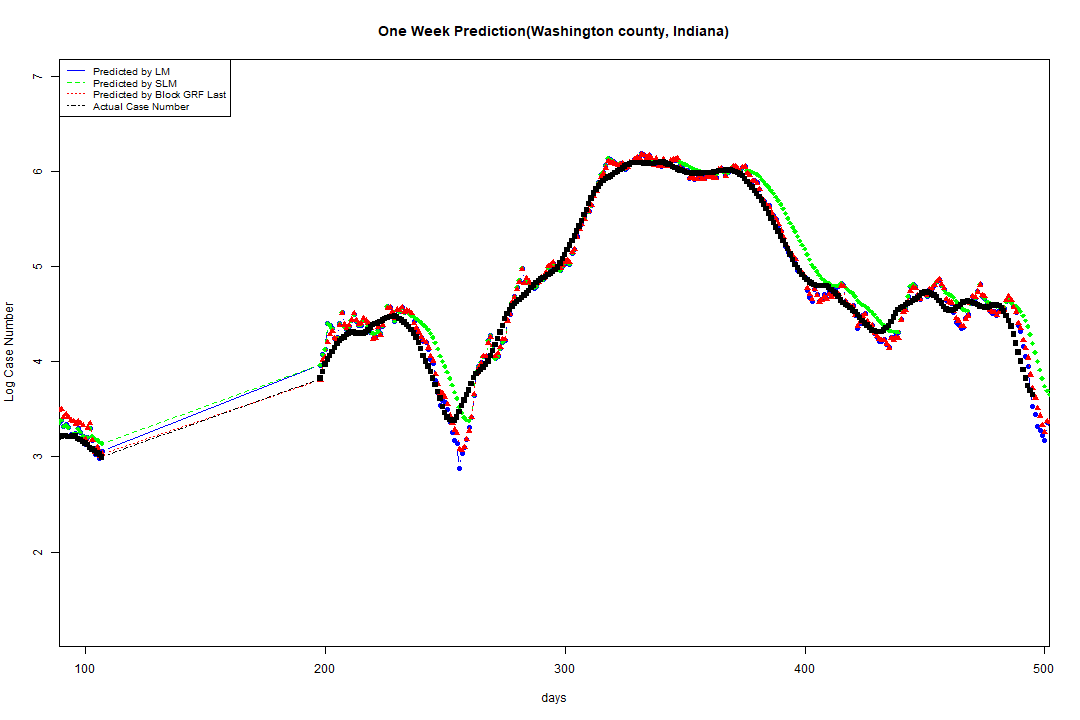 One Week Prediction(Washington county, Indiana)
Predicted by LM
Predicted by SLM
Predicted by Block GRF Last
Actual Case Number
7
6
5
4
3
2
Log Case Number
100 200 300 400 500
days